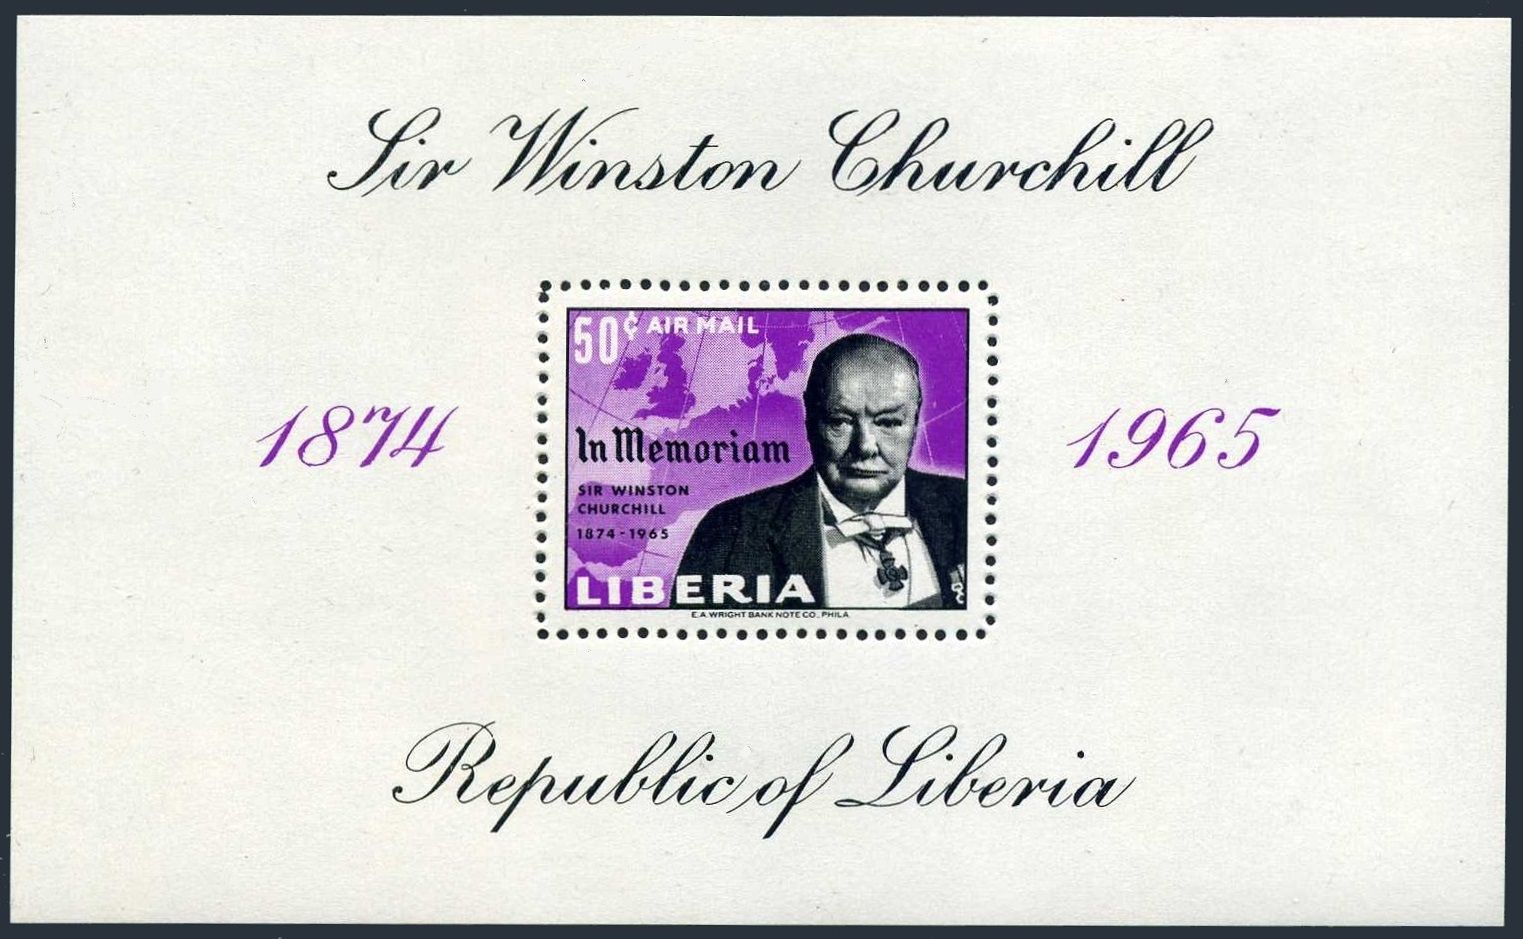 Sir Winston Churchill
50¢ AIR MAIL
1874
In Memoriam
1965
SIR WINSTON
CHURCHILL
1874-1965
LIBERIA
E.A. WRIGHT BANK NOTE CO., PHILA.
Republic of Liberia